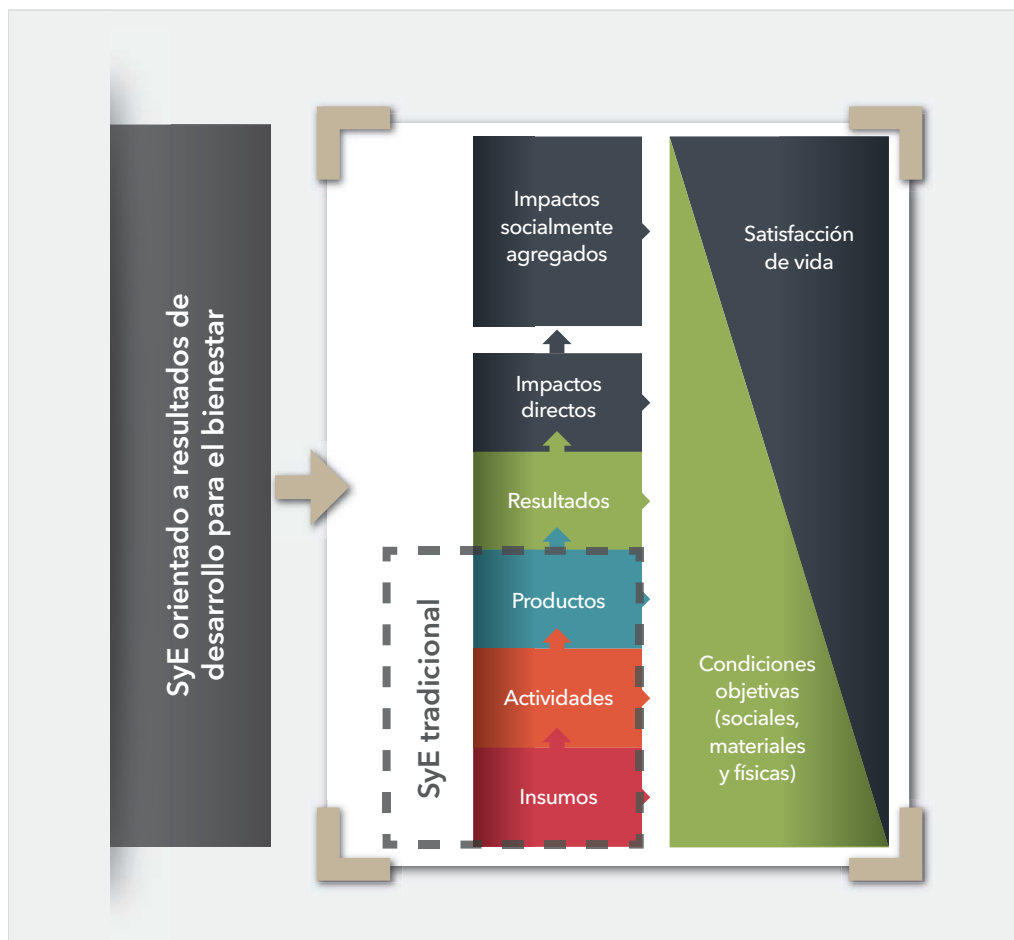 SyE orientado a resultados de
desarrollo para el bienestar
SyE tradicional
Impactos
socialmente
agregados
Impactos
directos
Resultados
Productos
Actividades
Insumos
Satisfacción
de vida
Condiciones
objetivas
(sociales,
materiales
y físicas)